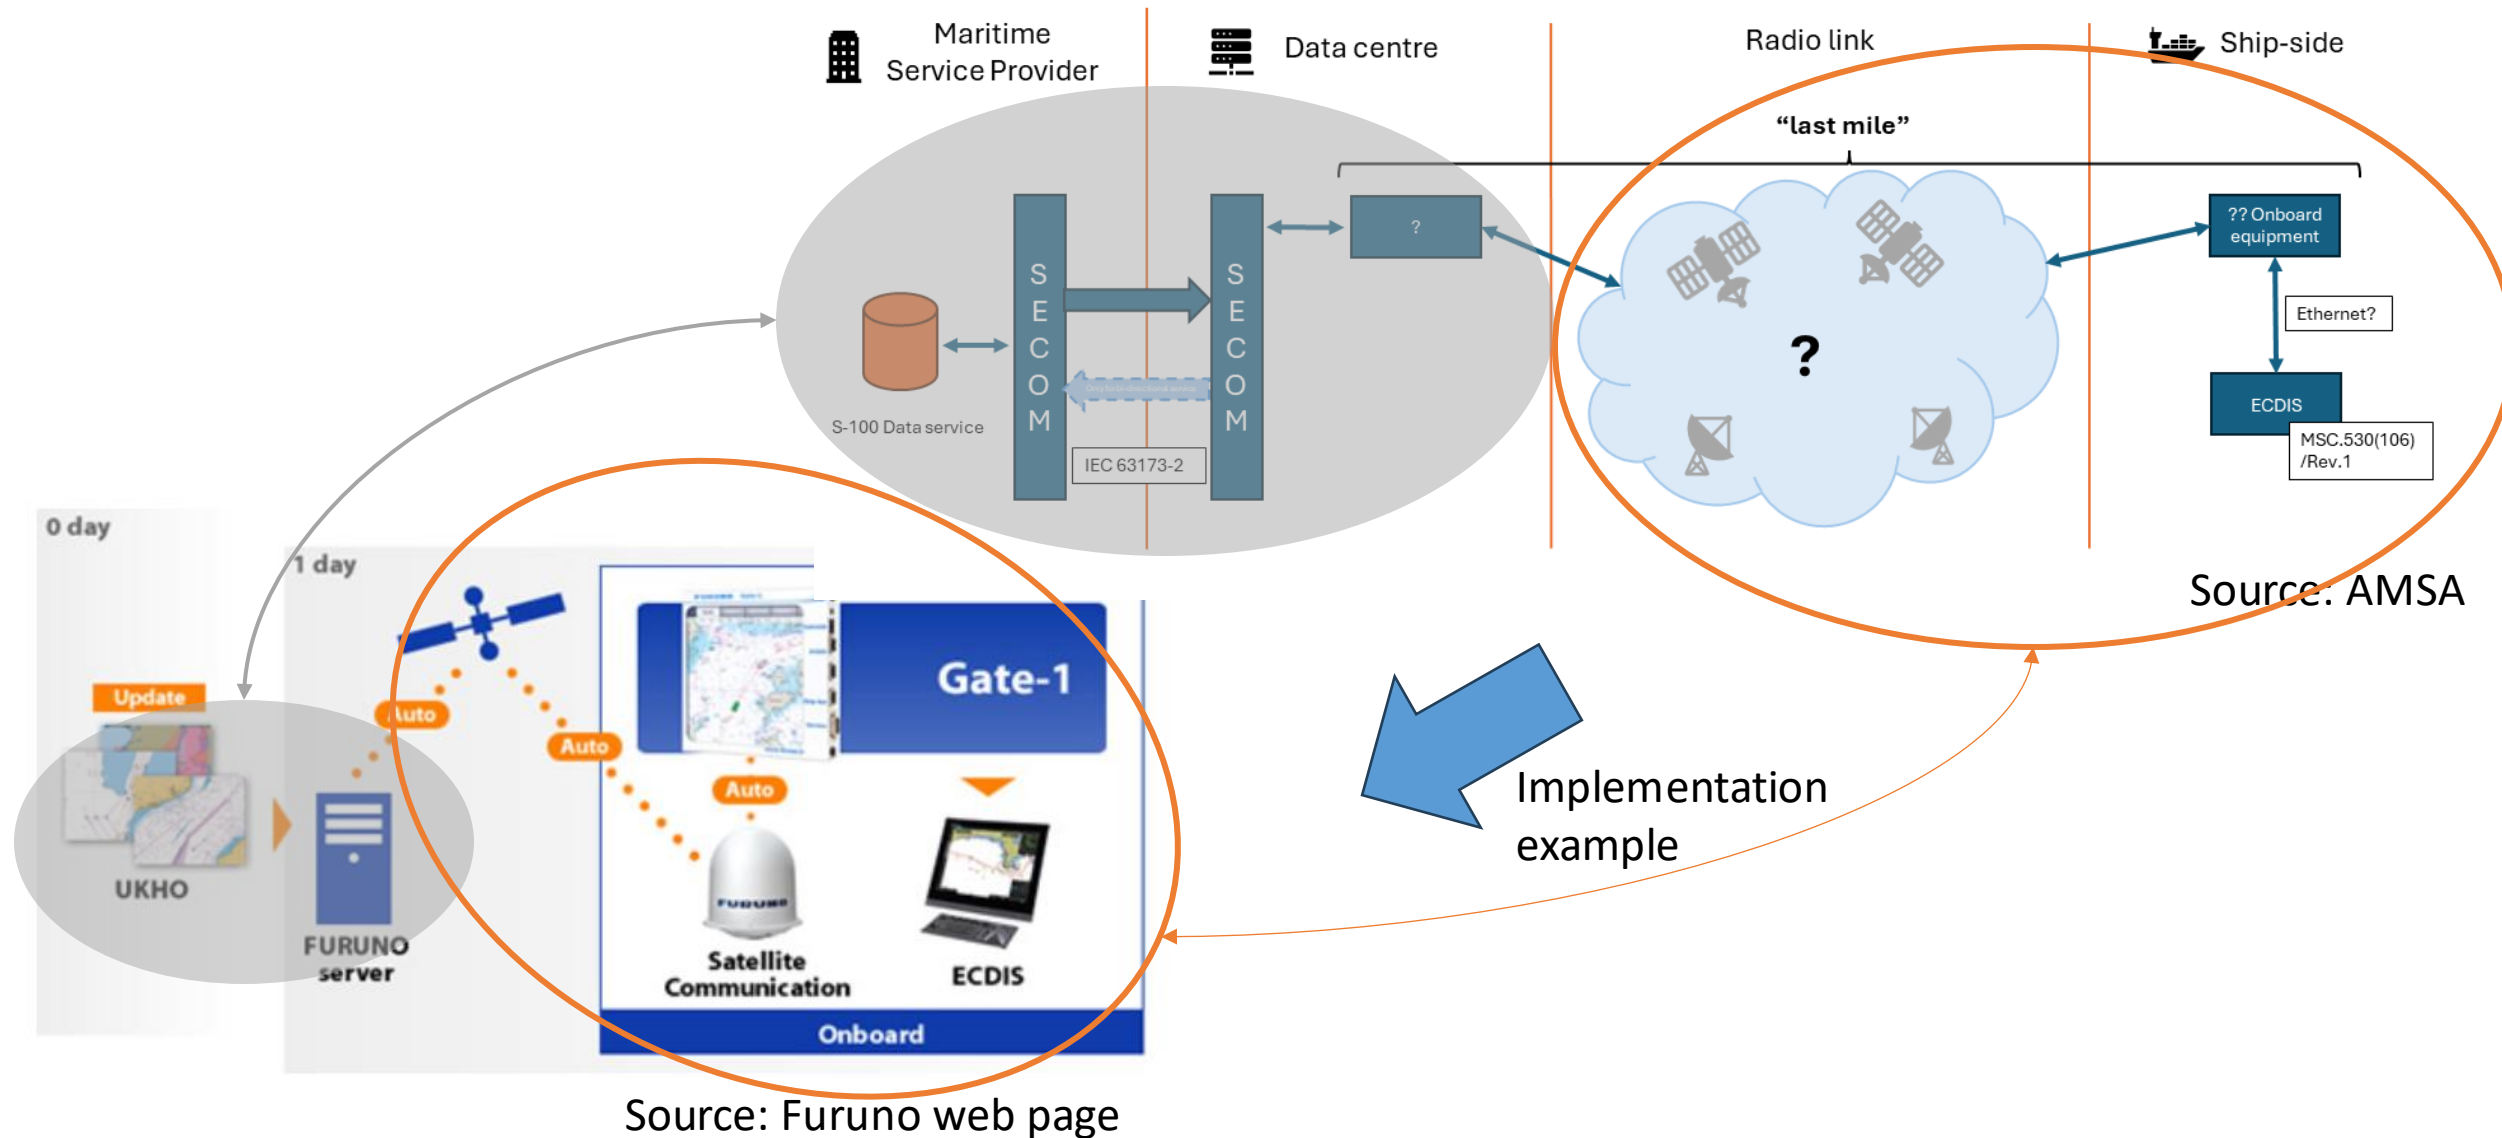 Maritime
Service Provider
Data centre
Radio link
Ship-side
“last mile”
?
?? Onboard
equipment
S
E
C
O
M
S
E
C
O
M
Ethernet?
?
ECDIS
MSC.530(106)
/Rev.1
S-100 Data service
IEC 63173-2
Source: AMSA
0 day
1 day
Update
Auto
Auto
Gate-1
Auto
UKHO
FURUNO
server
FURUNO
Satellite
Communication
ECDIS
Onboard
Implementation
example
Source: Furuno web page